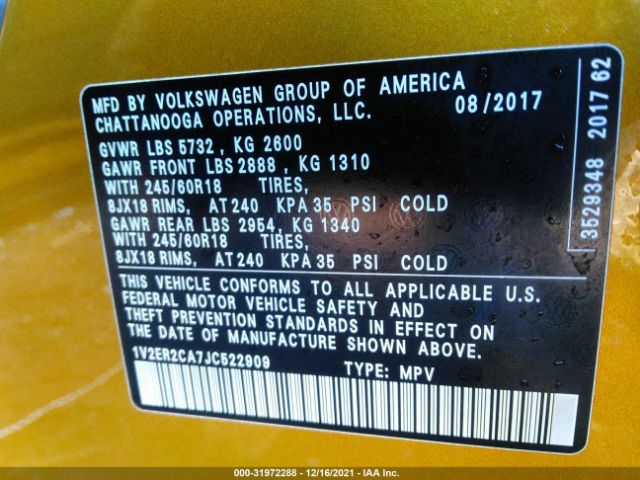 MFD BY VOLKSWAGEN GROUP OF AMERICA
CHATTANOOGA OPERATIONS, LLC. 08/2017
GVWR LBS 5732 , KG 2600
GAWR FRONT LBS 2888 , KG 1310
WITH 245/60R18 TIRES,
8JX18 RIMS, AT 240 KPA 35 PSI COLD
GAWR REAR LBS 2954, KG 1340
WITH 245/60R18 TIRES,
8JX18 RIMS, AT 240 KPA 35 PSI COLD
THIS VEHICLE CONFORMS TO ALL APPLICABLE U.S.
FEDERAL MOTOR VEHICLE SAFETY AND
THEFT PREVENTION STANDARDS IN EFFECT ON
THE DATE OF MANUFACTURE SHOWN ABOVE.
1V2ER2CA7JC522909 TYPE: MPV
3529348 2017 62
000-31972288 - 12/16/2021 - IAA Inc.